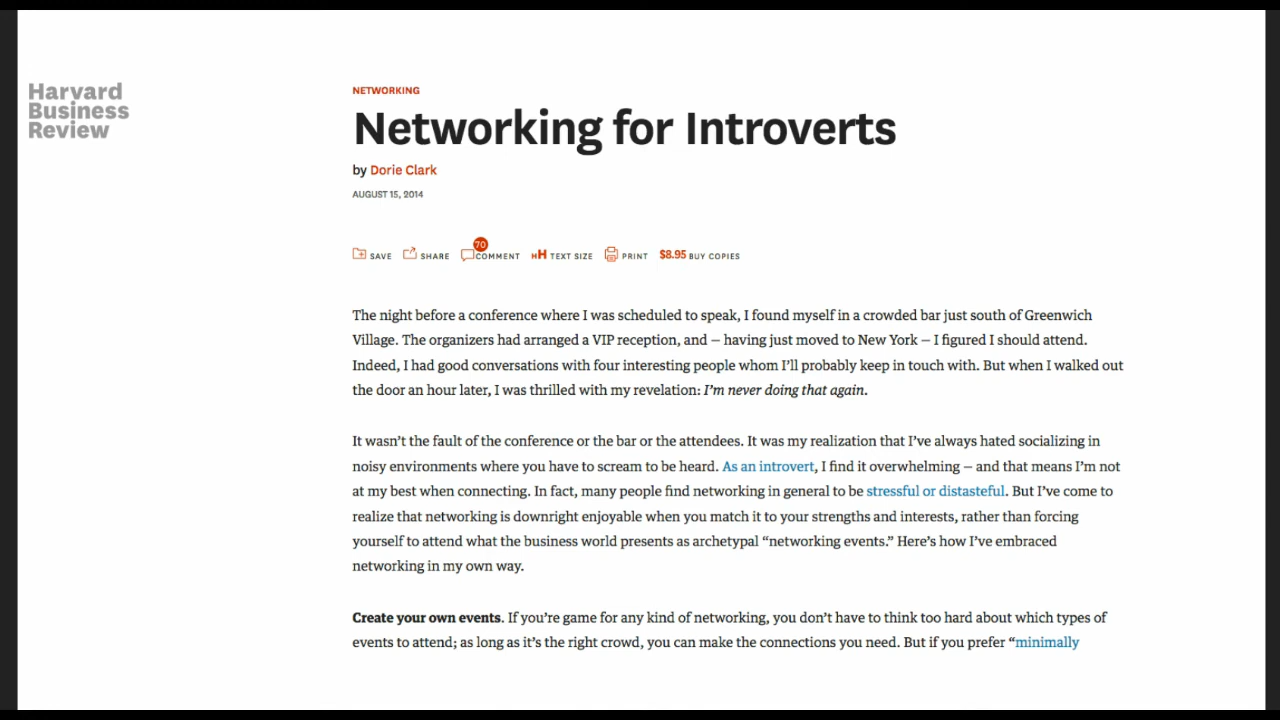 Harvard
Business
Review
NETWORKING
Networking for Introverts
by Dorie Clark
AUGUST 15, 2014
SAVE SHARE 70 COMMENT HH TEXT SIZE PRINT $8.95 BUY COPIES
The night before a conference where I was scheduled to speak, I found myself in a crowded bar just south of Greenwich
Village. The organizers had arranged a VIP reception, and – having just moved to New York – I figured I should attend.
Indeed, I had good conversations with four interesting people whom I’ll probably keep in touch with. But when I walked out
the door an hour later, I was thrilled with my revelation: I’m never doing that again.
It wasn’t the fault of the conference or the bar or the attendees. It was my realization that I’ve always hated socializing in
noisy environments where you have to scream to be heard. As an introvert, I find it overwhelming – and that means I’m not
at my best when connecting. In fact, many people find networking in general to be stressful or distasteful. But I’ve come to
realize that networking is downright enjoyable when you match it to your strengths and interests, rather than forcing
yourself to attend what the business world presents as archetypal “networking events.” Here’s how I’ve embraced
networking in my own way.
Create your own events. If you’re game for any kind of networking, you don’t have to think too hard about which types of
events to attend; as long as it’s the right crowd, you can make the connections you need. But if you prefer “minimally